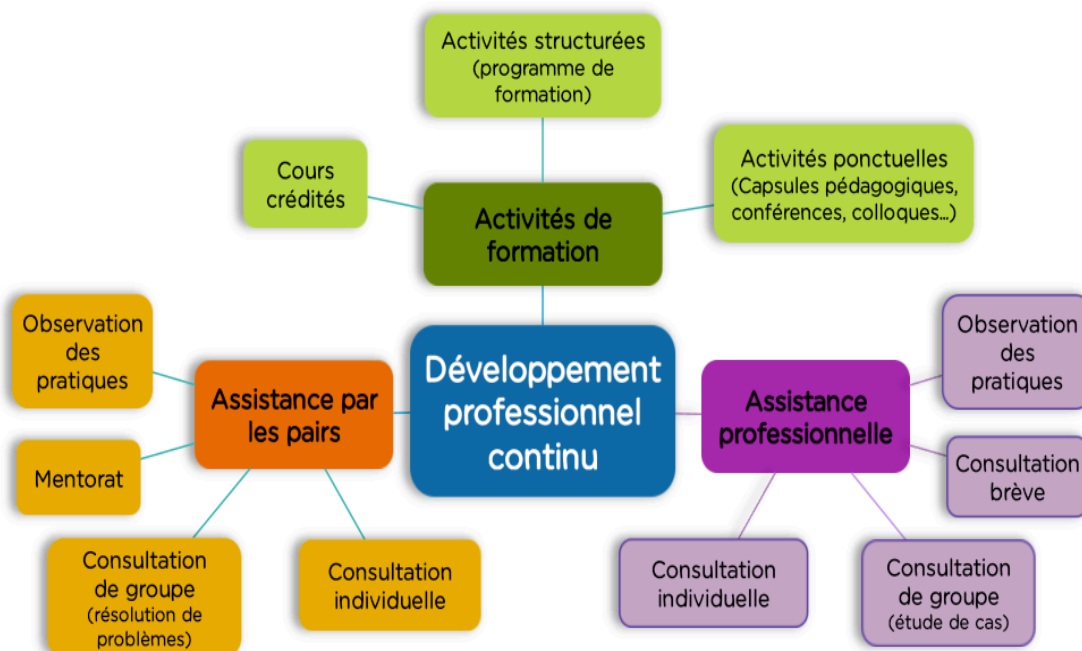 Activités structurées
(programme de
formation)
Cours
crédités
Activités ponctuelles
(Capsules pédagogiques,
conférences, colloques...)
Activités de
formation
Observation
des
pratiques
Assistance par
les pairs
Développement
professionnel
continu
Assistance
professionnelle
Observation
des
pratiques
Mentorat
Consultation
brève
Consultation
de groupe
(résolution de
problèmes)
Consultation
individuelle
Consultation
individuelle
Consultation
de groupe
(étude de cas)